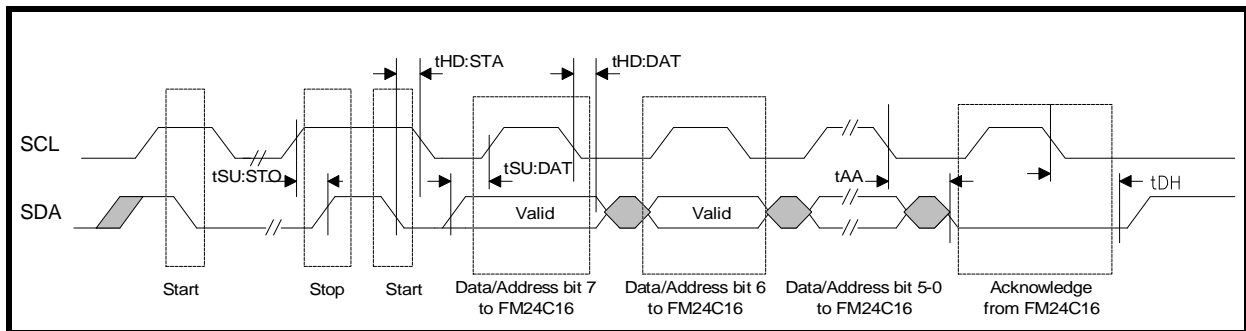 tHD:STA
tHD:DAT
SCL
tSU:STO
tSU:DAT
tAA
tDH
SDA
Valid
Valid
Start
Stop
Start
Data/Address bit 7
to FM24C16
Data/Address bit 6
to FM24C16
Data/Address bit 5-0
to FM24C16
Acknowledge
from FM24C16